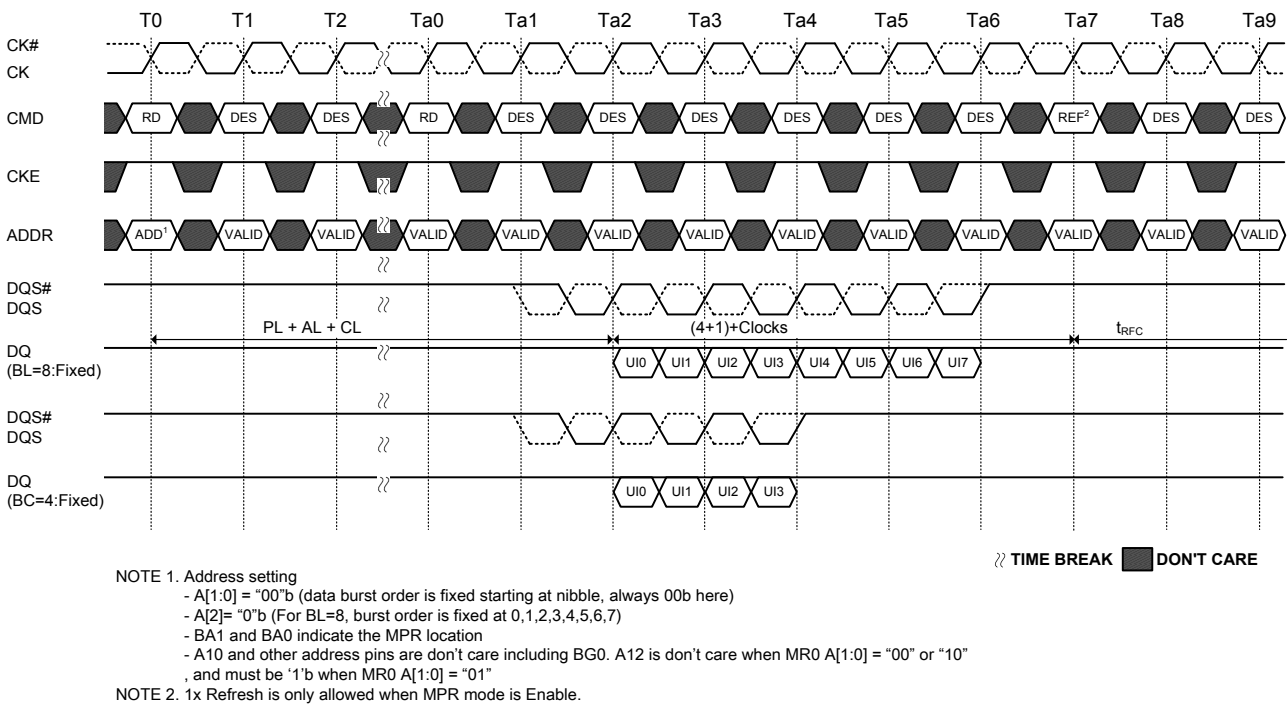 T0 T1 T2 Ta0 Ta1 Ta2 Ta3 Ta4 Ta5 Ta6 Ta7 Ta8 Ta9
CK#
CK
CMD RD DES DES RD DES DES DES DES DES DES REF² DES DES
CKE
ADDR ADD¹ VALID VALID VALID VALID VALID VALID VALID VALID VALID VALID VALID VALID
DQS#
DQS
PL + AL + CL (4+1)+Clocks tRFC
DQ
(BL=8:Fixed) UI0 UI1 UI2 UI3 UI4 UI5 UI6 UI7
DQS#
DQS
DQ
(BC=4:Fixed) UI0 UI1 UI2 UI3
TIME BREAK DON'T CARE
NOTE 1. Address setting
- A[1:0] = “00”b (data burst order is fixed starting at nibble, always 00b here)
- A[2]= “0”b (For BL=8, burst order is fixed at 0,1,2,3,4,5,6,7)
- BA1 and BA0 indicate the MPR location
- A10 and other address pins are don’t care including BG0. A12 is don’t care when MR0 A[1:0] = “00” or “10”
, and must be ‘1’b when MR0 A[1:0] = “01”
NOTE 2. 1x Refresh is only allowed when MPR mode is Enable.